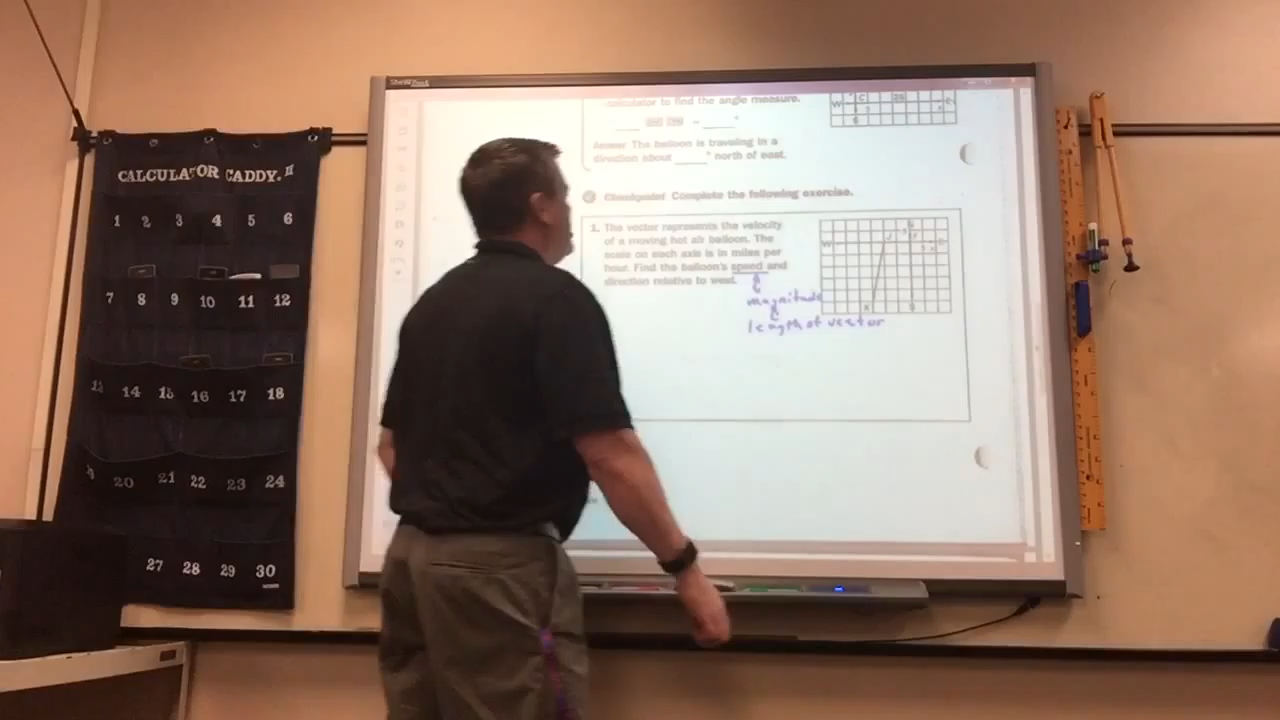 CALCULATOR CADDY.II
1 2 3 4 5 6
7 8 9 10 11 12
13 14 15 16 17 18
19 20 21 22 23 24
27 28 29 30
calculator to find the angle measure.
Answer The balloon is traveling in a
direction about ____° north of east.
Checkpoint Complete the following exercise.
1. The vector represents the velocity
of a moving hot air balloon. The
scale on each axis is in miles per
hour. Find the balloon's speed and
direction relative to west.
magnitude
length of vector
W